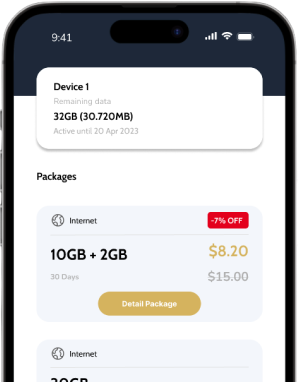 9:41
Device 1
Remaining data
32GB (30.720MB)
Active until 20 Apr 2023
Packages
Internet
-7% OFF
10GB + 2GB
$8.20
30 Days
$15.00
Detail Package
Internet